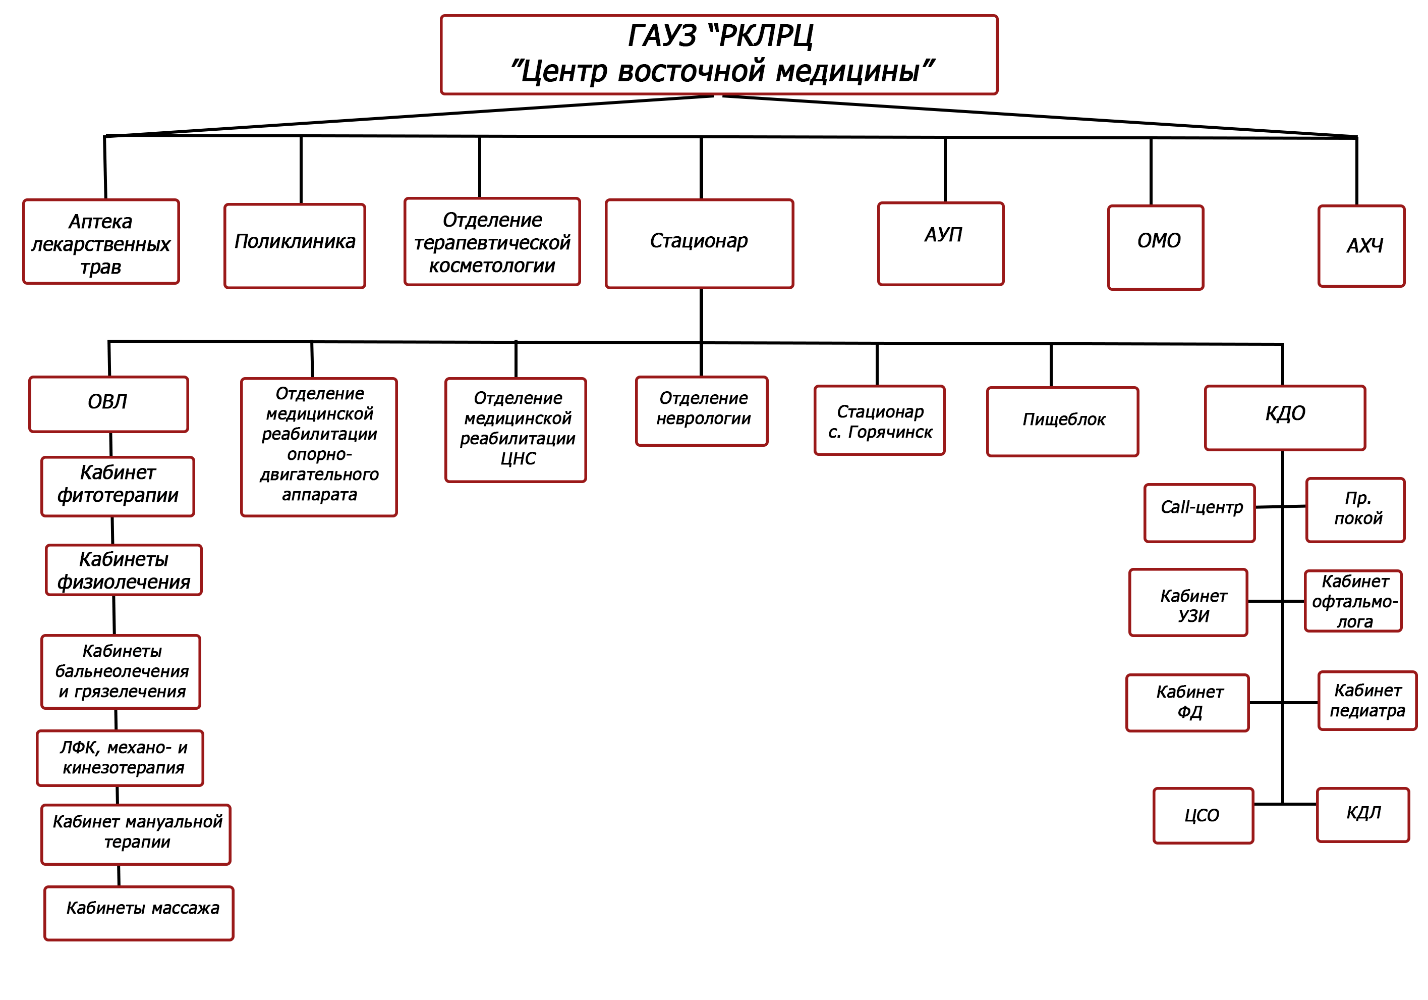 ГАУЗ “РКЛРЦ
”Центр восточной медицины”
Аптека
лекарственных
трав
Поликлиника
Отделение
терапевтической
косметологии
Стационар
АУП
ОМО
АХЧ
ОВЛ
Отделение
медицинской
реабилитации
опорно-
двигательного
аппарата
Отделение
медицинской
реабилитации
ЦНС
Отделение
неврологии
Стационар
с. Горячинск
Пищеблок
КДО
Кабинет
фитотерапии
Кабинеты
физиолечения
Кабинеты
бальнеолечения
и грязелечения
ЛФК, механо- и
кинезотерапия
Кабинет мануальной
терапии
Кабинеты массажа
Call-центр
Пр.
покой
Кабинет
УЗИ
Кабинет
офтальмо-
лога
Кабинет
ФД
Кабинет
педиатра
ЦСО
КДЛ